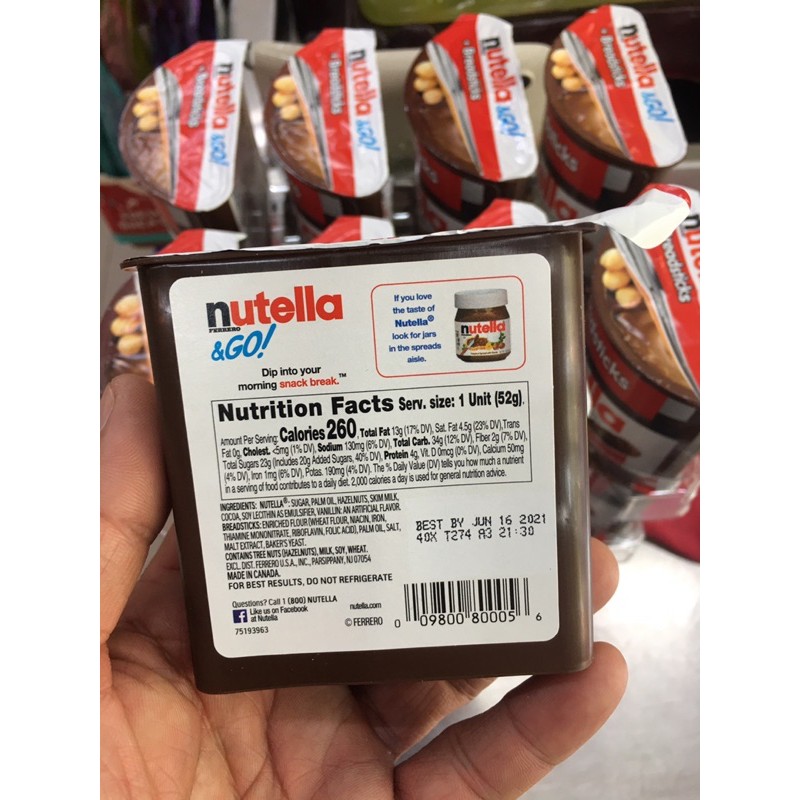 nutella &GO!
• Breadsticks
nutella &GO!
• Breadsticks
nutella &GO!
• Breadsticks
nutella &GO!
• Breadsticks
Breadsticks
nutella
FERRERO
&GO!
Dip into your
morning snack break.™
If you love
the taste of
Nutella®
look for jars
in the spreads
aisle.
nutella
Nutrition Facts Serv. size: 1 Unit (52g),
Amount Per Serving: Calories 260, Total Fat 13g (17% DV), Sat. Fat 4.5g (23% DV), Trans
Fat 0g, Cholest. <5mg (1% DV), Sodium 130mg (6% DV), Total Carb. 34g (12% DV), Fiber 2g (7% DV),
Total Sugars 23g (Includes 20g Added Sugars, 40% DV), Protein 4g, Vit. D 0mcg (0% DV), Calcium 50mg
(4% DV), Iron 1mg (6% DV), Potas. 190mg (4% DV). The % Daily Value (DV) tells you how much a nutrient
in a serving of food contributes to a daily diet. 2,000 calories a day is used for general nutrition advice.
INGREDIENTS: NUTELLA®: SUGAR, PALM OIL, HAZELNUTS, SKIM MILK,
COCOA, SOY LECITHIN AS EMULSIFIER, VANILLIN: AN ARTIFICIAL FLAVOR.
BREADSTICKS: ENRICHED FLOUR (WHEAT FLOUR, NIACIN, IRON,
THIAMINE MONONITRATE, RIBOFLAVIN, FOLIC ACID), PALM OIL, SALT,
MALT EXTRACT, BAKER'S YEAST.
CONTAINS TREE NUTS (HAZELNUTS), MILK, SOY, WHEAT.
EXCL. DIST. FERRERO U.S.A., INC., PARSIPPANY, NJ 07054
MADE IN CANADA.
FOR BEST RESULTS, DO NOT REFRIGERATE
BEST BY JUN 16 2021
40X T274 A3 21:30
Questions? Call 1 (800) NUTELLA
f Like us on Facebook
at Nutella
75193963
nutella.com
© FERRERO
0 09800 80005 6